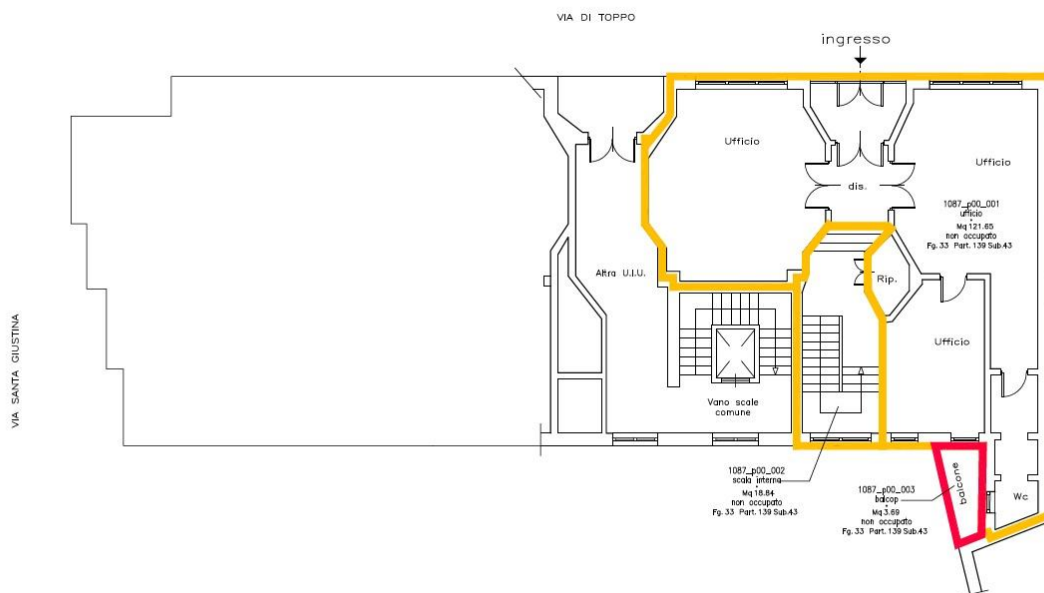 VIA DI TOPPO
ingresso
Ufficio
Ufficio
dis.
1087_p00_001
ufficio
Mq 121.65
non occupato
Fg. 33 Part. 139 Sub.43
Altra U.I.U.
Rip.
Ufficio
VIA SANTA GIUSTINA
Vano scale
comune
1087_p00_002
scala interna
Mq 18.84
non occupato
Fg. 33 Part. 139 Sub.43
1087_p00_003
balcop
Mq 3.69
non occupato
Fg. 33 Part. 139 Sub.43
balcone
Wc